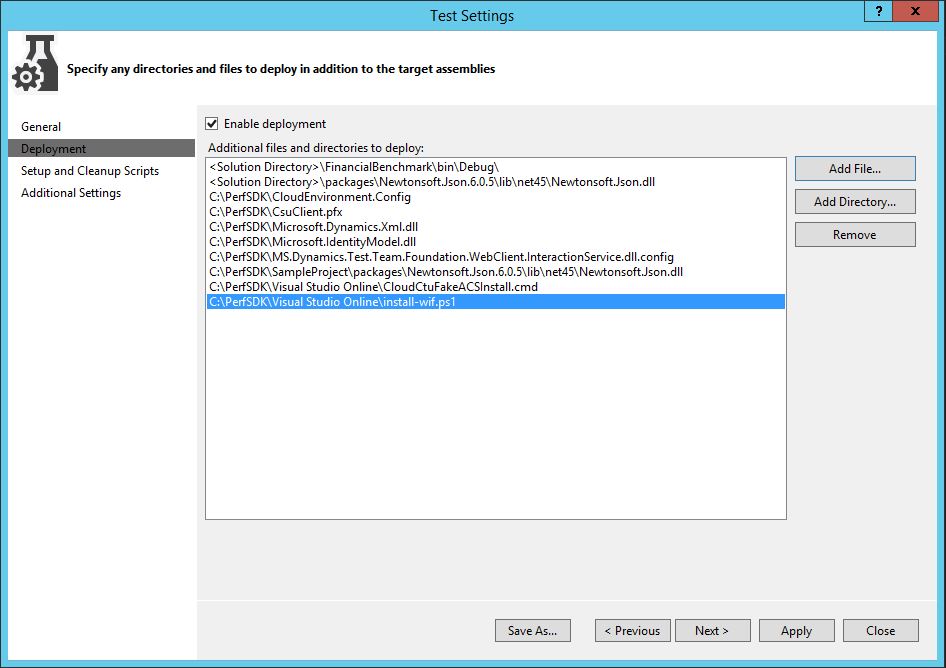 Test Settings
?
x
Specify any directories and files to deploy in addition to the target assemblies
General
Deployment
Setup and Cleanup Scripts
Additional Settings
Enable deployment
Additional files and directories to deploy:
<Solution Directory>\FinancialBenchmark\bin\Debug\
<Solution Directory>\packages\Newtonsoft.Json.6.0.5\lib\net45\Newtonsoft.Json.dll
C:\PerfSDK\CloudEnvironment.Config
C:\PerfSDK\CsuClient.pfx
C:\PerfSDK\Microsoft.Dynamics.Xml.dll
C:\PerfSDK\Microsoft.IdentityModel.dll
C:\PerfSDK\MS.Dynamics.Test.Team.Foundation.WebClient.InteractionService.dll.config
C:\PerfSDK\SampleProject\packages\Newtonsoft.Json.6.0.5\lib\net45\Newtonsoft.Json.dll
C:\PerfSDK\Visual Studio Online\CloudCtuFakeACSInstall.cmd
C:\PerfSDK\Visual Studio Online\install-wif.ps1
Add File...
Add Directory...
Remove
Save As...
< Previous
Next >
Apply
Close